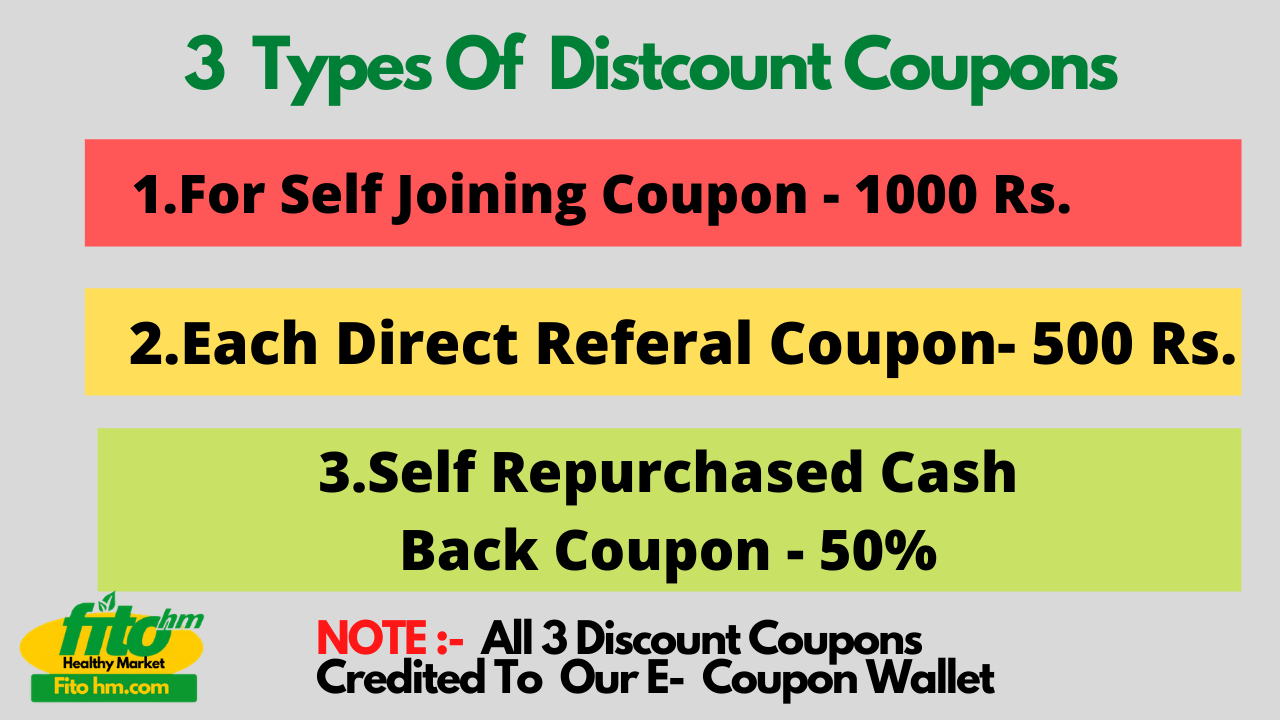 3 Types Of Distcount Coupons
1.For Self Joining Coupon - 1000 Rs.
2.Each Direct Referal Coupon- 500 Rs.
3.Self Repurchased Cash
Back Coupon - 50%
fito hm
Healthy Market
Fito hm.com
NOTE :- All 3 Discount Coupons
Credited To Our E- Coupon Wallet